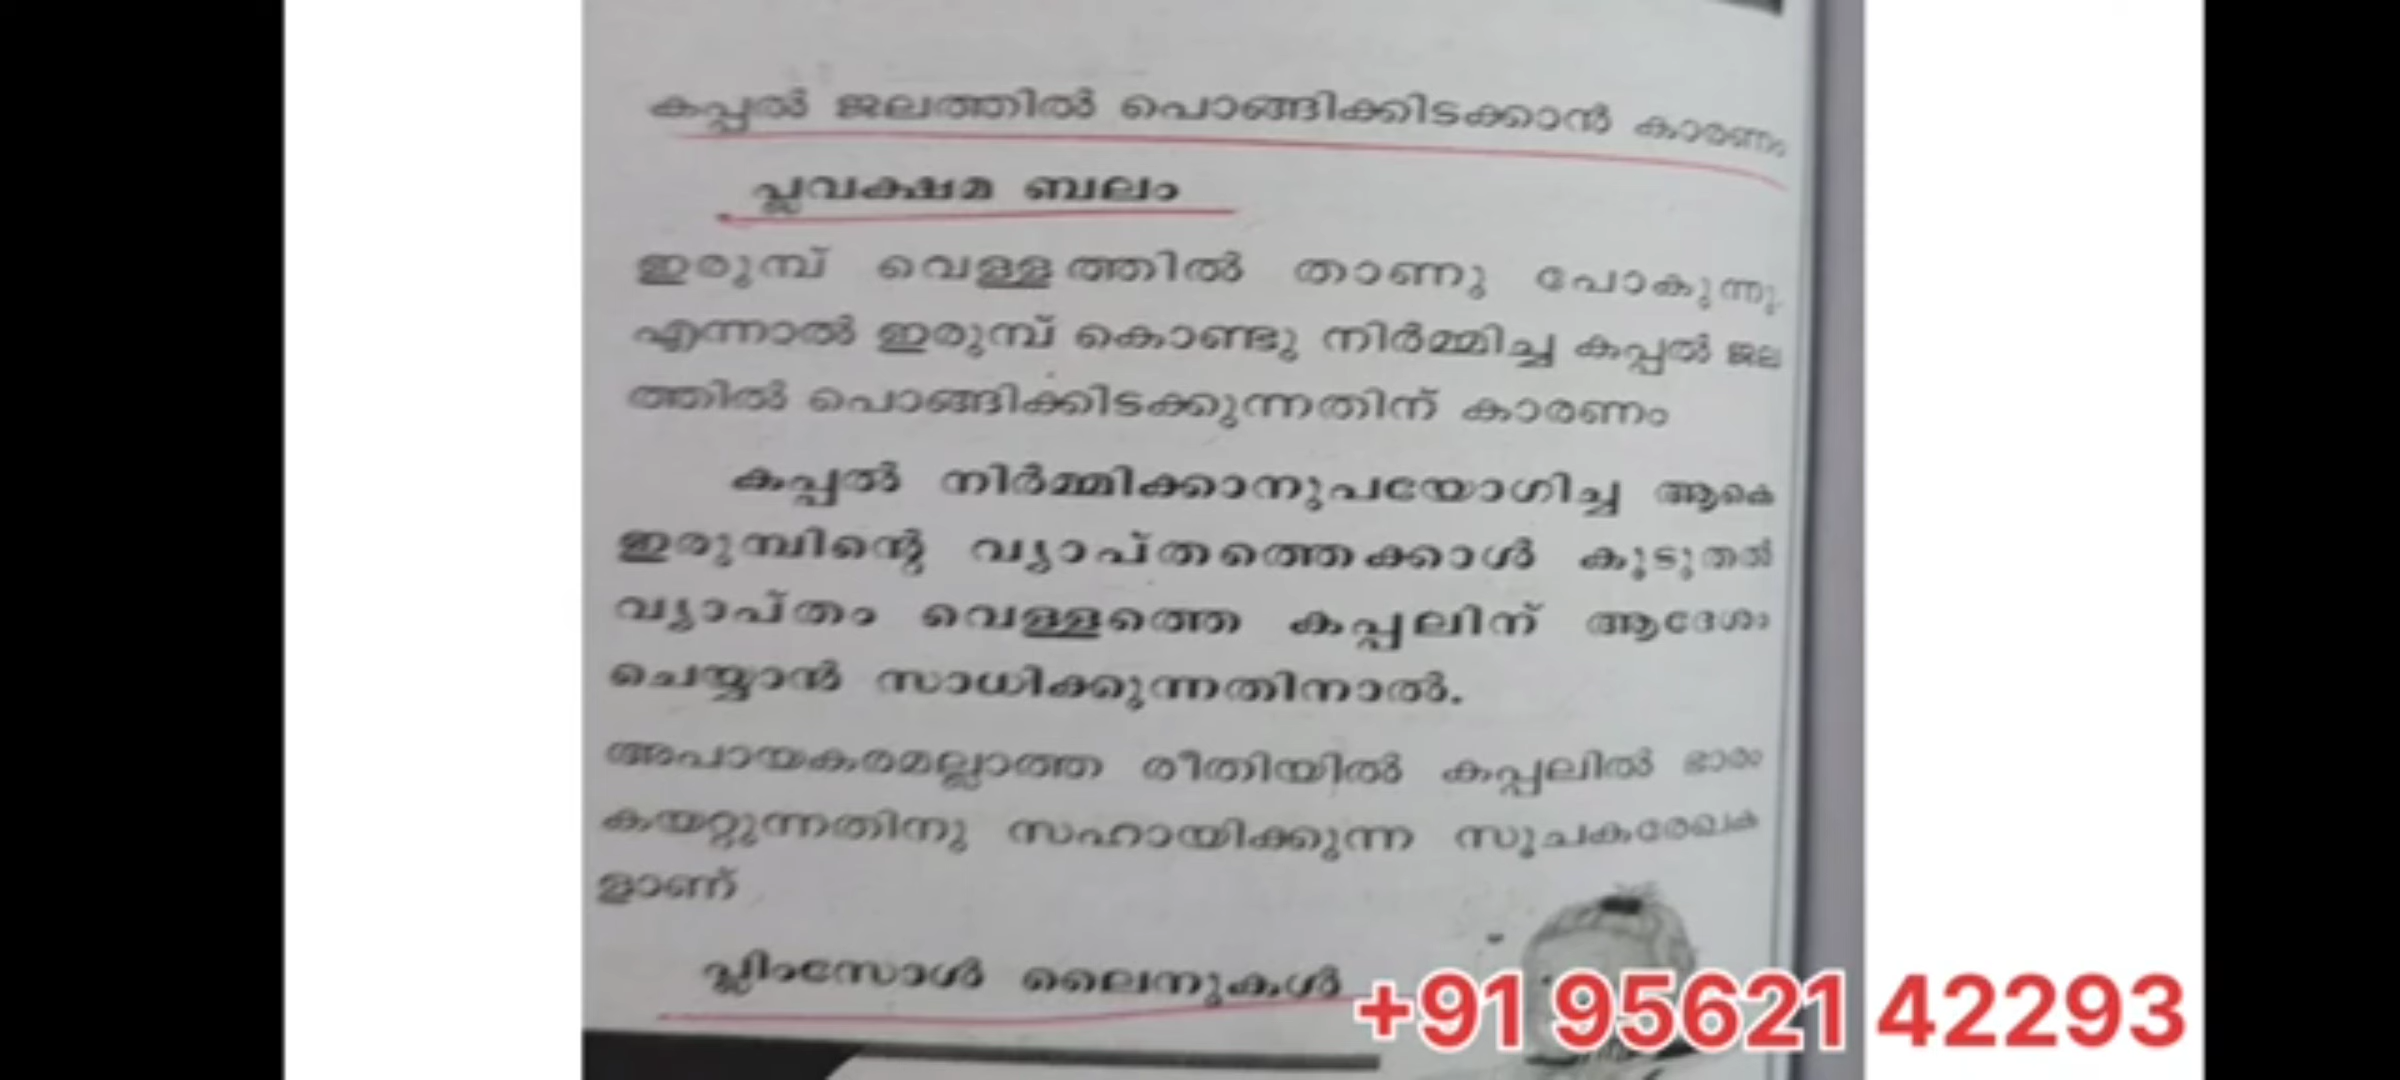 കപ്പൽ ജലത്തിൽ പൊങ്ങിക്കിടക്കാൻ കാരണം
പ്ലവക്ഷമ ബലം
ഇരുമ്പ് വെള്ളത്തിൽ താണു പോകുന്നു.
എന്നാൽ ഇരുമ്പ് കൊണ്ടു നിർമ്മിച്ച കപ്പൽ ജല
ത്തിൽ പൊങ്ങിക്കിടക്കുന്നതിന് കാരണം
കപ്പൽ നിർമ്മിക്കാനുപയോഗിച്ച ആകെ
ഇരുമ്പിന്റെ വ്യാപ്തത്തെക്കാൾ കൂടുതൽ
വ്യാപ്തം വെള്ളത്തെ കപ്പലിന് ആദേശം
ചെയ്യാൻ സാധിക്കുന്നതിനാൽ.
അപായകരമല്ലാത്ത രീതിയിൽ കപ്പലിൽ ഭാരം
കയറ്റുന്നതിനു സഹായിക്കുന്ന സൂചകരേഖക
ളാണ്
പ്ലിംസോൾ ലൈനുകൾ
+91 95621 42293